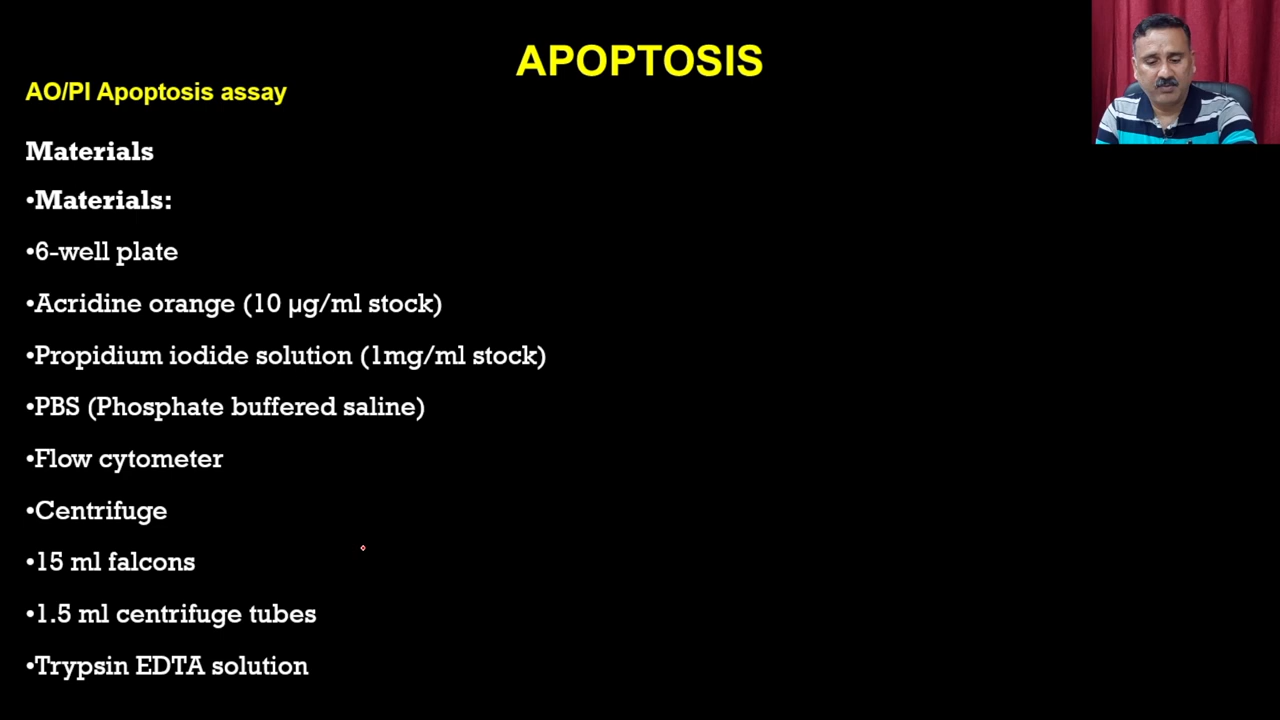 APOPTOSIS
AO/PI Apoptosis assay
Materials
•Materials:
•6-well plate
•Acridine orange (10 µg/ml stock)
•Propidium iodide solution (1mg/ml stock)
•PBS (Phosphate buffered saline)
•Flow cytometer
•Centrifuge
•15 ml falcons
•1.5 ml centrifuge tubes
•Trypsin EDTA solution